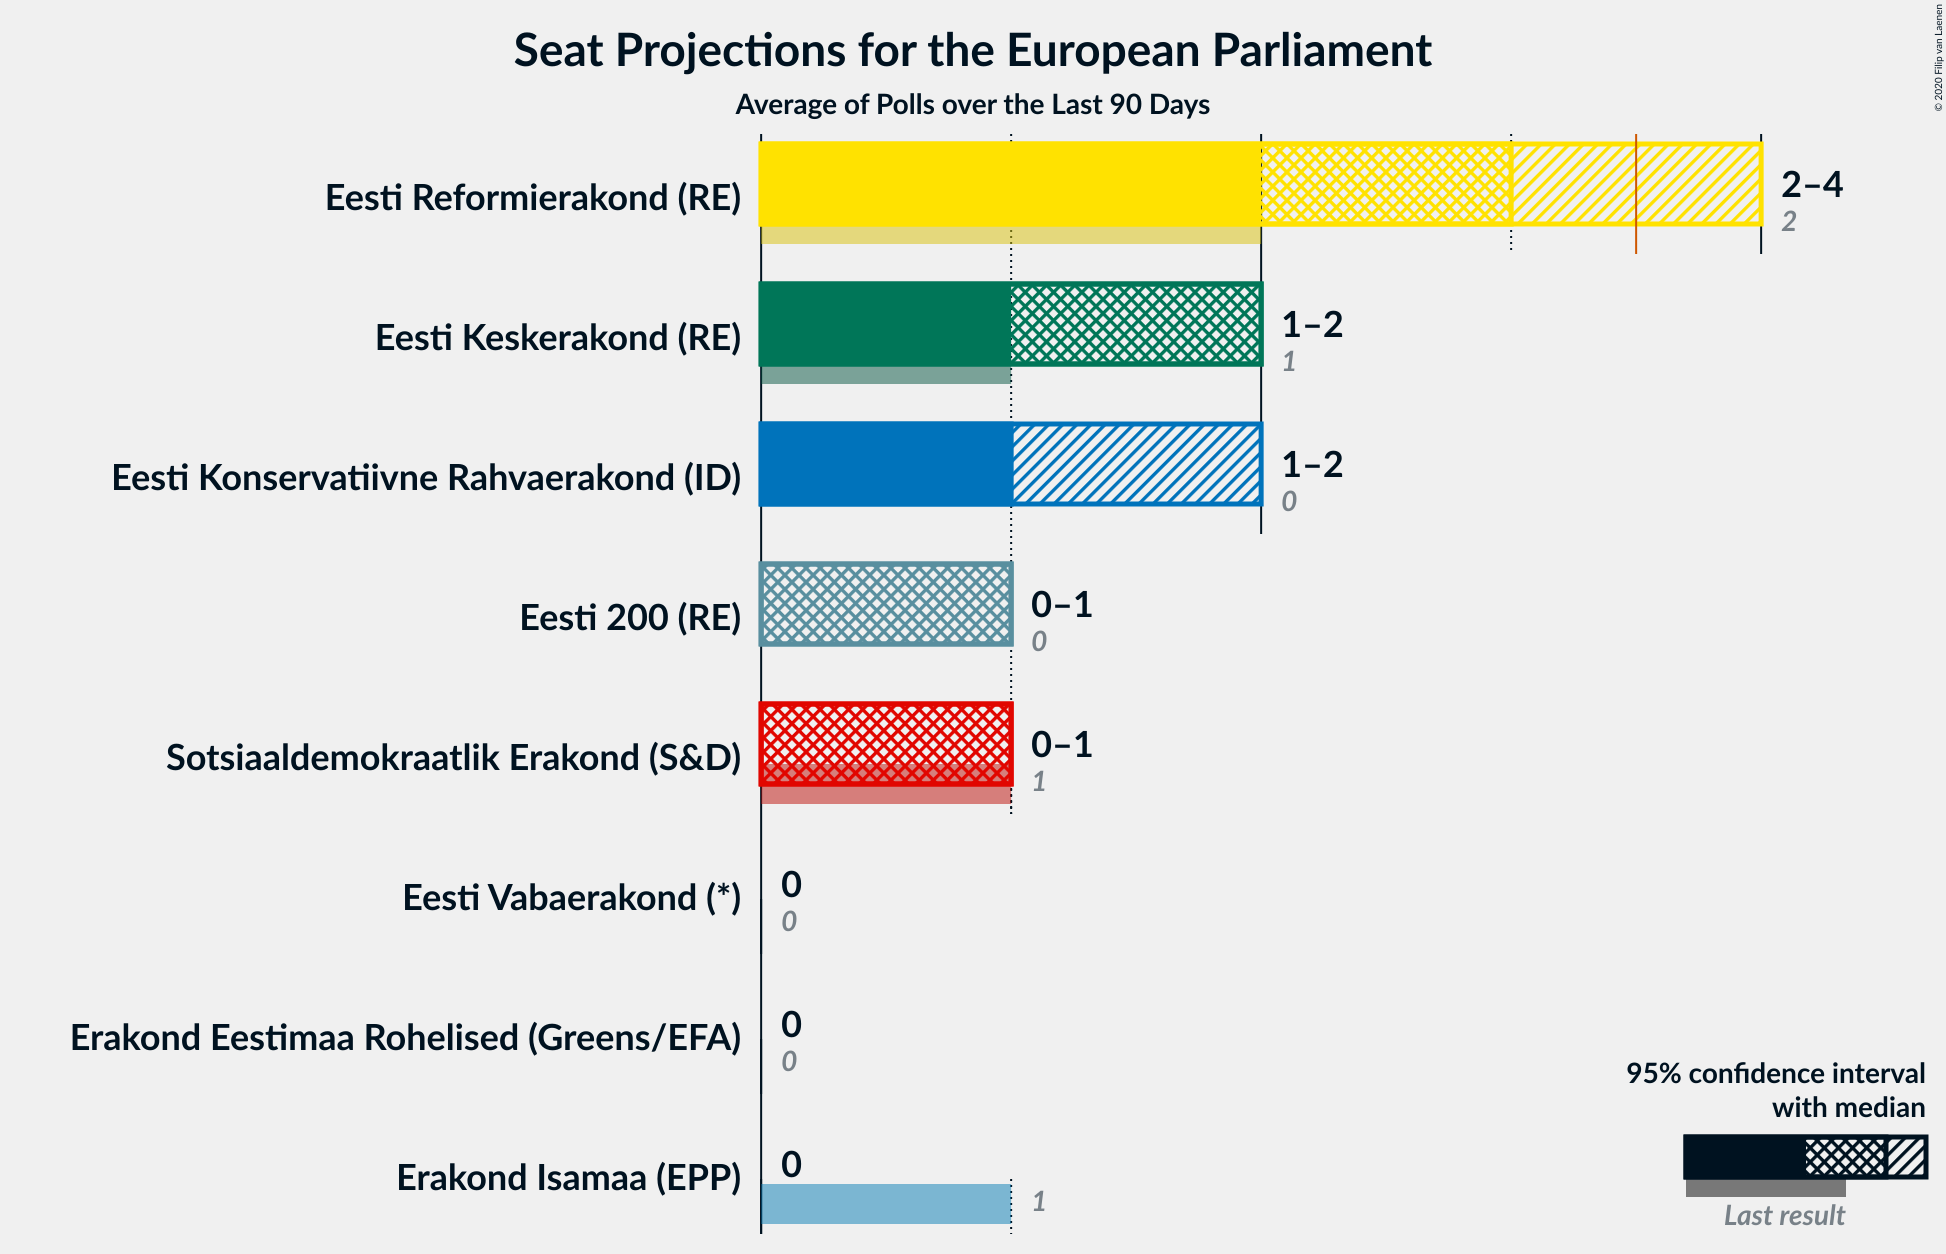 Seat Projections for the European Parliament
Average of Polls over the Last 90 Days
© 2020 Filip van Laenen
Eesti Reformierakond (RE)
2–4
2
Eesti Keskerakond (RE)
1–2
1
Eesti Konservatiivne Rahvaerakond (ID)
1–2
0
Eesti 200 (RE)
0–1
0
Sotsiaaldemokraatlik Erakond (S&D)
0–1
1
Eesti Vabaerakond (*)
0
0
Erakond Eestimaa Rohelised (Greens/EFA)
0
0
Erakond Isamaa (EPP)
0
1
95% confidence interval
with median
Last result